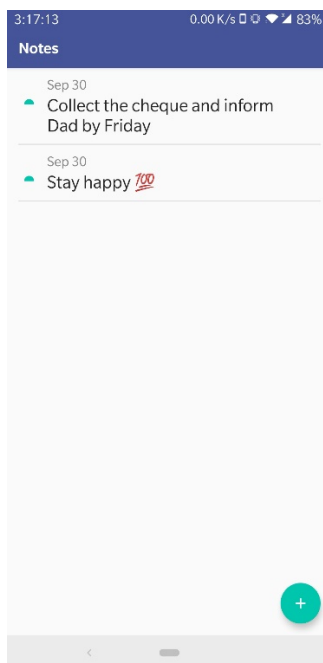 3:17:13 0.00 K/s 83%
Notes
Sep 30
Collect the cheque and inform
Dad by Friday
Sep 30
Stay happy 💯
+